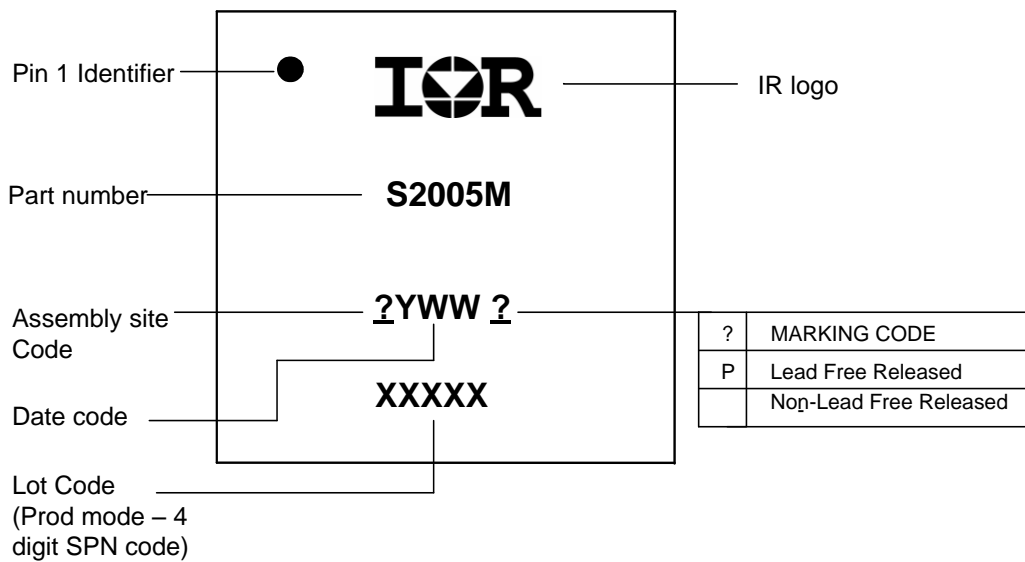 Pin 1 Identifier
IOR
IR logo
Part number
S2005M
Assembly site
Code
?YWW ?
? MARKING CODE
P Lead Free Released
Non-Lead Free Released
Date code
XXXXX
Lot Code
(Prod mode – 4
digit SPN code)